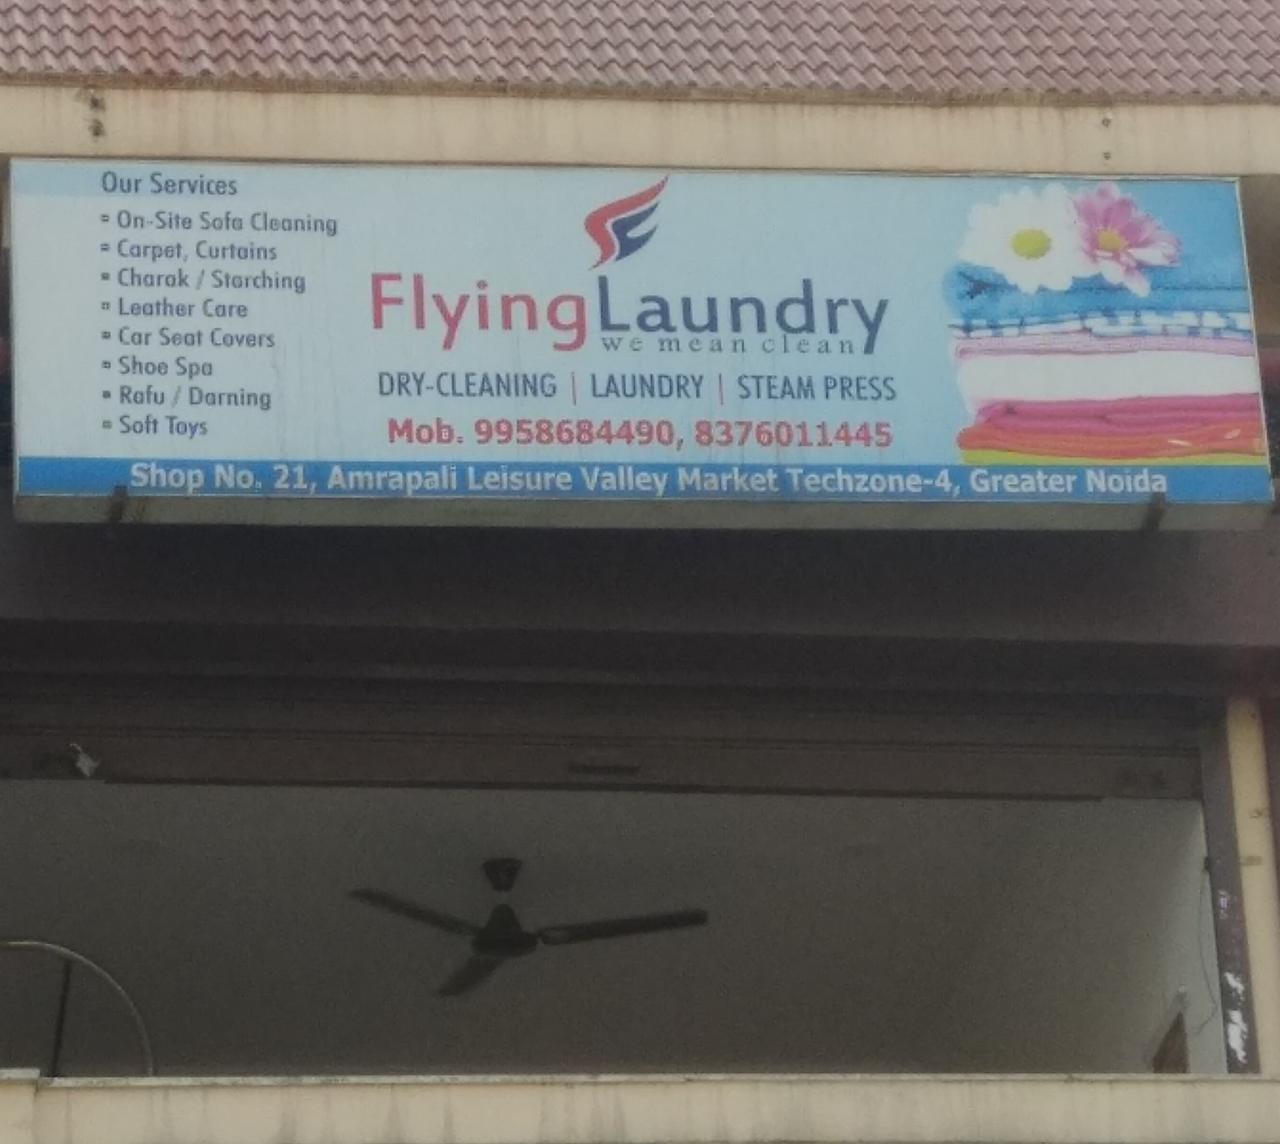 Our Services
▫ On-Site Sofa Cleaning
▫ Carpet, Curtains
▫ Charak / Starching
▫ Leather Care
▫ Car Seat Covers
▫ Shoe Spa
▫ Rafu / Darning
▫ Soft Toys
FlyingLaundry
we mean clean
DRY-CLEANING | LAUNDRY | STEAM PRESS
Mob. 9958684490, 8376011445
Shop No. 21, Amrapali Leisure Valley Market Techzone-4, Greater Noida